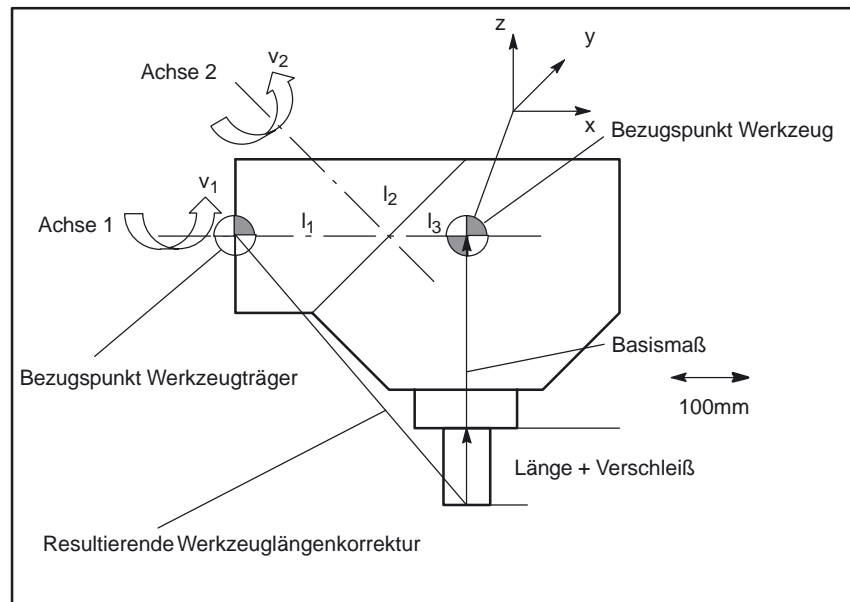 z
y
v2
Achse 2
x
Bezugspunkt Werkzeug
v1
l2
Achse 1
l1
l3
Basismaß
Bezugspunkt Werkzeugträger
100mm
Länge + Verschleiß
Resultierende Werkzeuglängenkorrektur